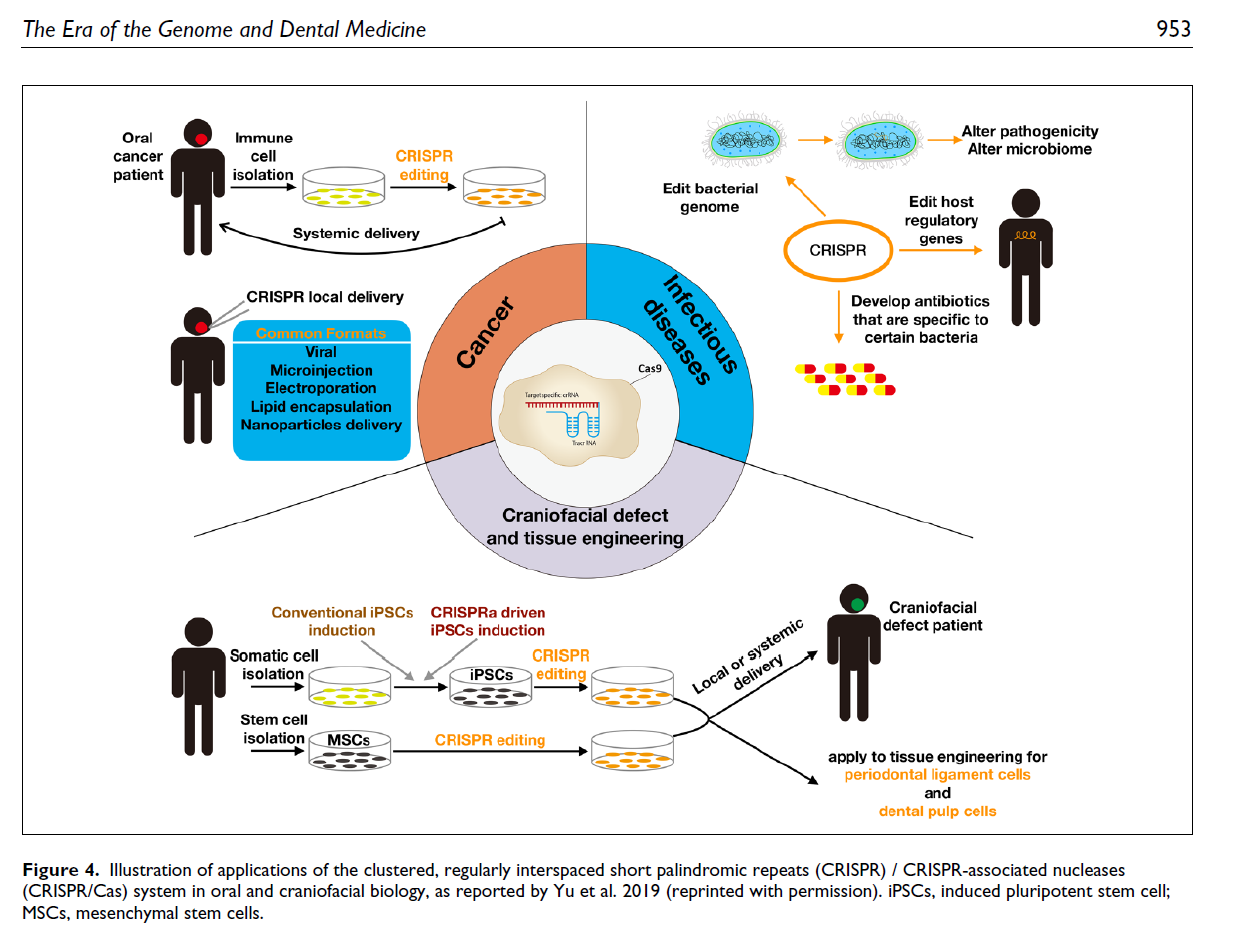 The Era of the Genome and Dental Medicine
953
Oral
cancer
patient
Immune
cell
isolation
CRISPR
editing
Systemic delivery
CRISPR local delivery
Common Formats
Viral
Microinjection
Electroporation
Lipid encapsulation
Nanoparticles delivery
Edit bacterial
genome
Alter pathogenicity
Alter microbiome
CRISPR
Edit host
regulatory
genes
Develop antibiotics
that are specific to
certain bacteria
Cancer
Infectious
diseases
Craniofacial defect
and tissue engineering
Cas9
Targetspecific crRNA
Tracr RNA
Conventional iPSCs
induction
CRISPRa driven
iPSCs induction
Somatic cell
isolation
iPSCs
CRISPR
editing
Stem cell
isolation
MSCs
CRISPR editing
Local or systemic
delivery
Craniofacial
defect patient
apply to tissue engineering for
periodontal ligament cells
and
dental pulp cells
Figure 4. Illustration of applications of the clustered, regularly interspaced short palindromic repeats (CRISPR) / CRISPR-associated nucleases
(CRISPR/Cas) system in oral and craniofacial biology, as reported by Yu et al. 2019 (reprinted with permission). iPSCs, induced pluripotent stem cell;
MSCs, mesenchymal stem cells.